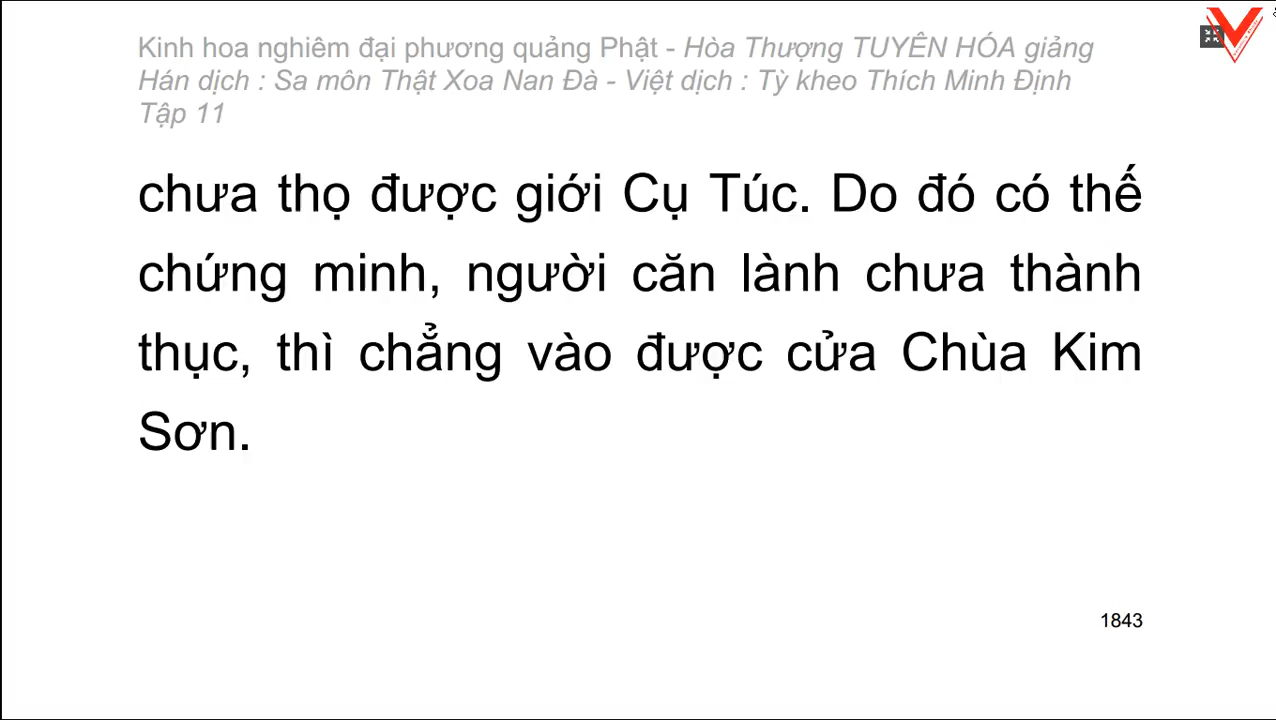 Kinh hoa nghiêm đại phương quảng Phật - Hòa Thượng TUYÊN HÓA giảng
Hán dịch : Sa môn Thật Xoa Nan Đà - Việt dịch : Tỳ kheo Thích Minh Định
Tập 11
chưa thọ được giới Cụ Túc. Do đó có thế
chứng minh, người căn lành chưa thành
thục, thì chẳng vào được cửa Chùa Kim
Sơn.
1843